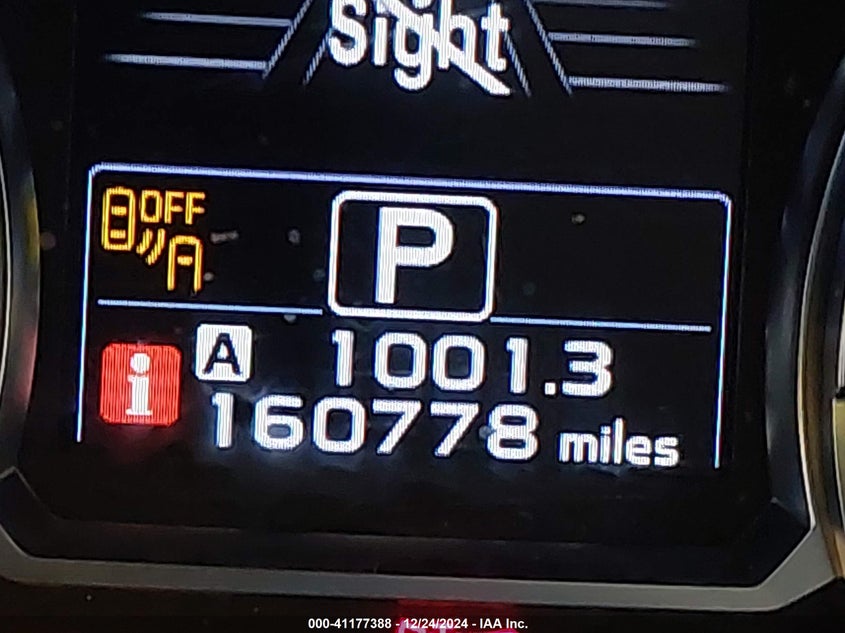 Sight
OFF
P
A 1001.3
i
160778 miles
000-41177388 - 12/24/2024 - IAA Inc.